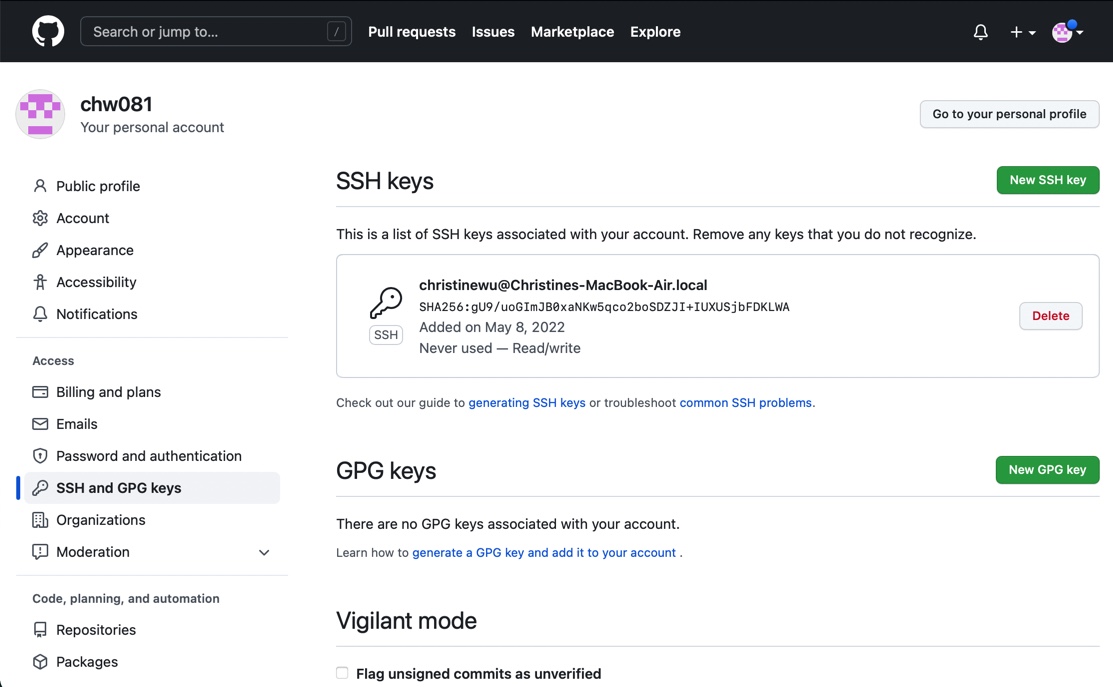 Search or jump to...
/
Pull requests
Issues
Marketplace
Explore
chw081
Your personal account
Go to your personal profile
Public profile
Account
Appearance
Accessibility
Notifications
Access
Billing and plans
Emails
Password and authentication
SSH and GPG keys
Organizations
Moderation
Code, planning, and automation
Repositories
Packages
SSH keys
New SSH key
This is a list of SSH keys associated with your account. Remove any keys that you do not recognize.
SSH
christinewu@Christines-MacBook-Air.local
SHA256:gU9/uoGImJB0xaNKw5qco2boSDZJI+IUXUSjbFDKLWA
Added on May 8, 2022
Never used — Read/write
Delete
Check out our guide to generating SSH keys or troubleshoot common SSH problems.
GPG keys
New GPG key
There are no GPG keys associated with your account.
Learn how to generate a GPG key and add it to your account .
Vigilant mode
Flag unsigned commits as unverified